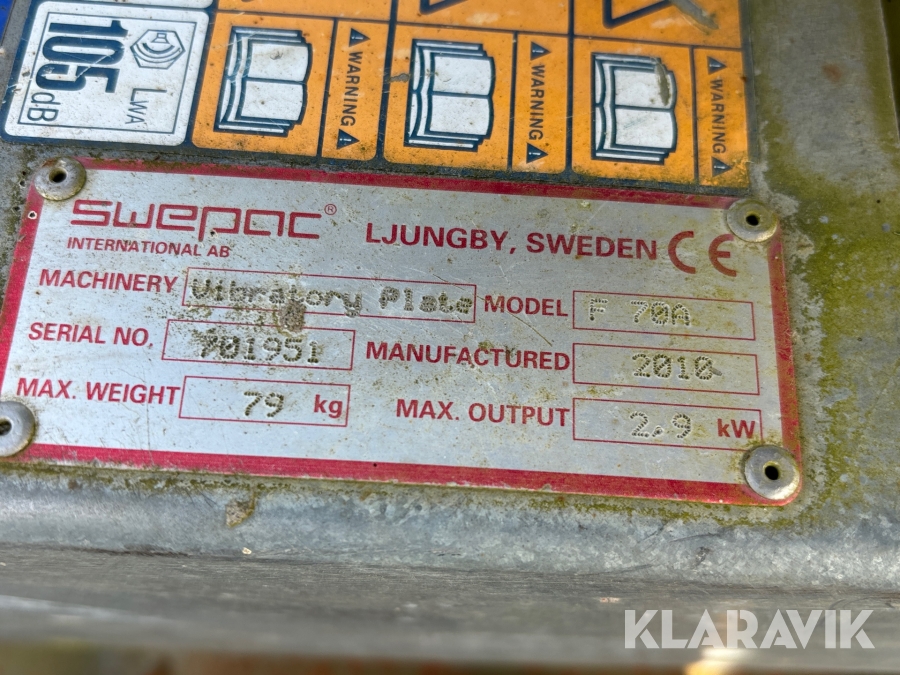 105 dB
LWA
WARNING
WARNING
WARNING
swepac®
INTERNATIONAL AB
LJUNGBY, SWEDEN CE
MACHINERY Vibratory Plate MODEL F 70A
SERIAL NO. 701951 MANUFACTURED 2010
MAX. WEIGHT 79 kg MAX. OUTPUT 2,9 kW
KLARAVIK